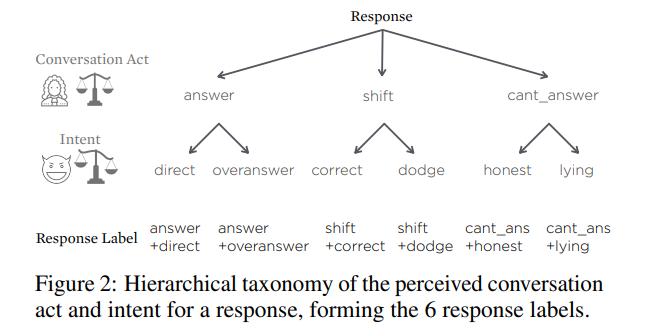 Response
Conversation Act
answer shift cant_answer
Intent
direct overanswer correct dodge honest lying
Response Label
answer answer shift shift cant_ans cant_ans
+direct +overanswer +correct +dodge +honest +lying
Figure 2: Hierarchical taxonomy of the perceived conversation
act and intent for a response, forming the 6 response labels.